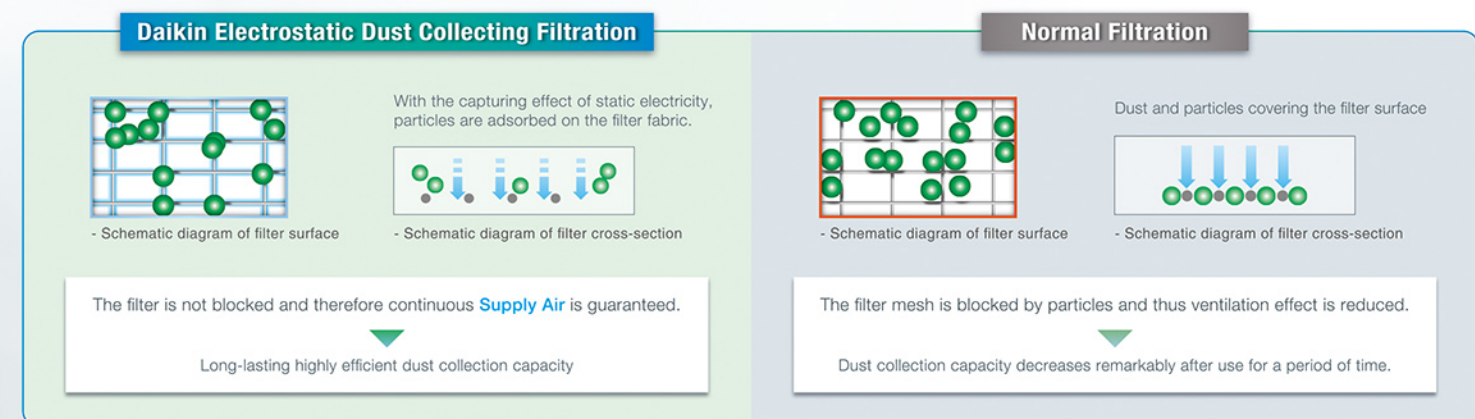 Daikin Electrostatic Dust Collecting Filtration
With the capturing effect of static electricity,
particles are adsorbed on the filter fabric.
- Schematic diagram of filter surface
- Schematic diagram of filter cross-section
The filter is not blocked and therefore continuous Supply Air is guaranteed.
Long-lasting highly efficient dust collection capacity
Normal Filtration
Dust and particles covering the filter surface
- Schematic diagram of filter surface
- Schematic diagram of filter cross-section
The filter mesh is blocked by particles and thus ventilation effect is reduced.
Dust collection capacity decreases remarkably after use for a period of time.